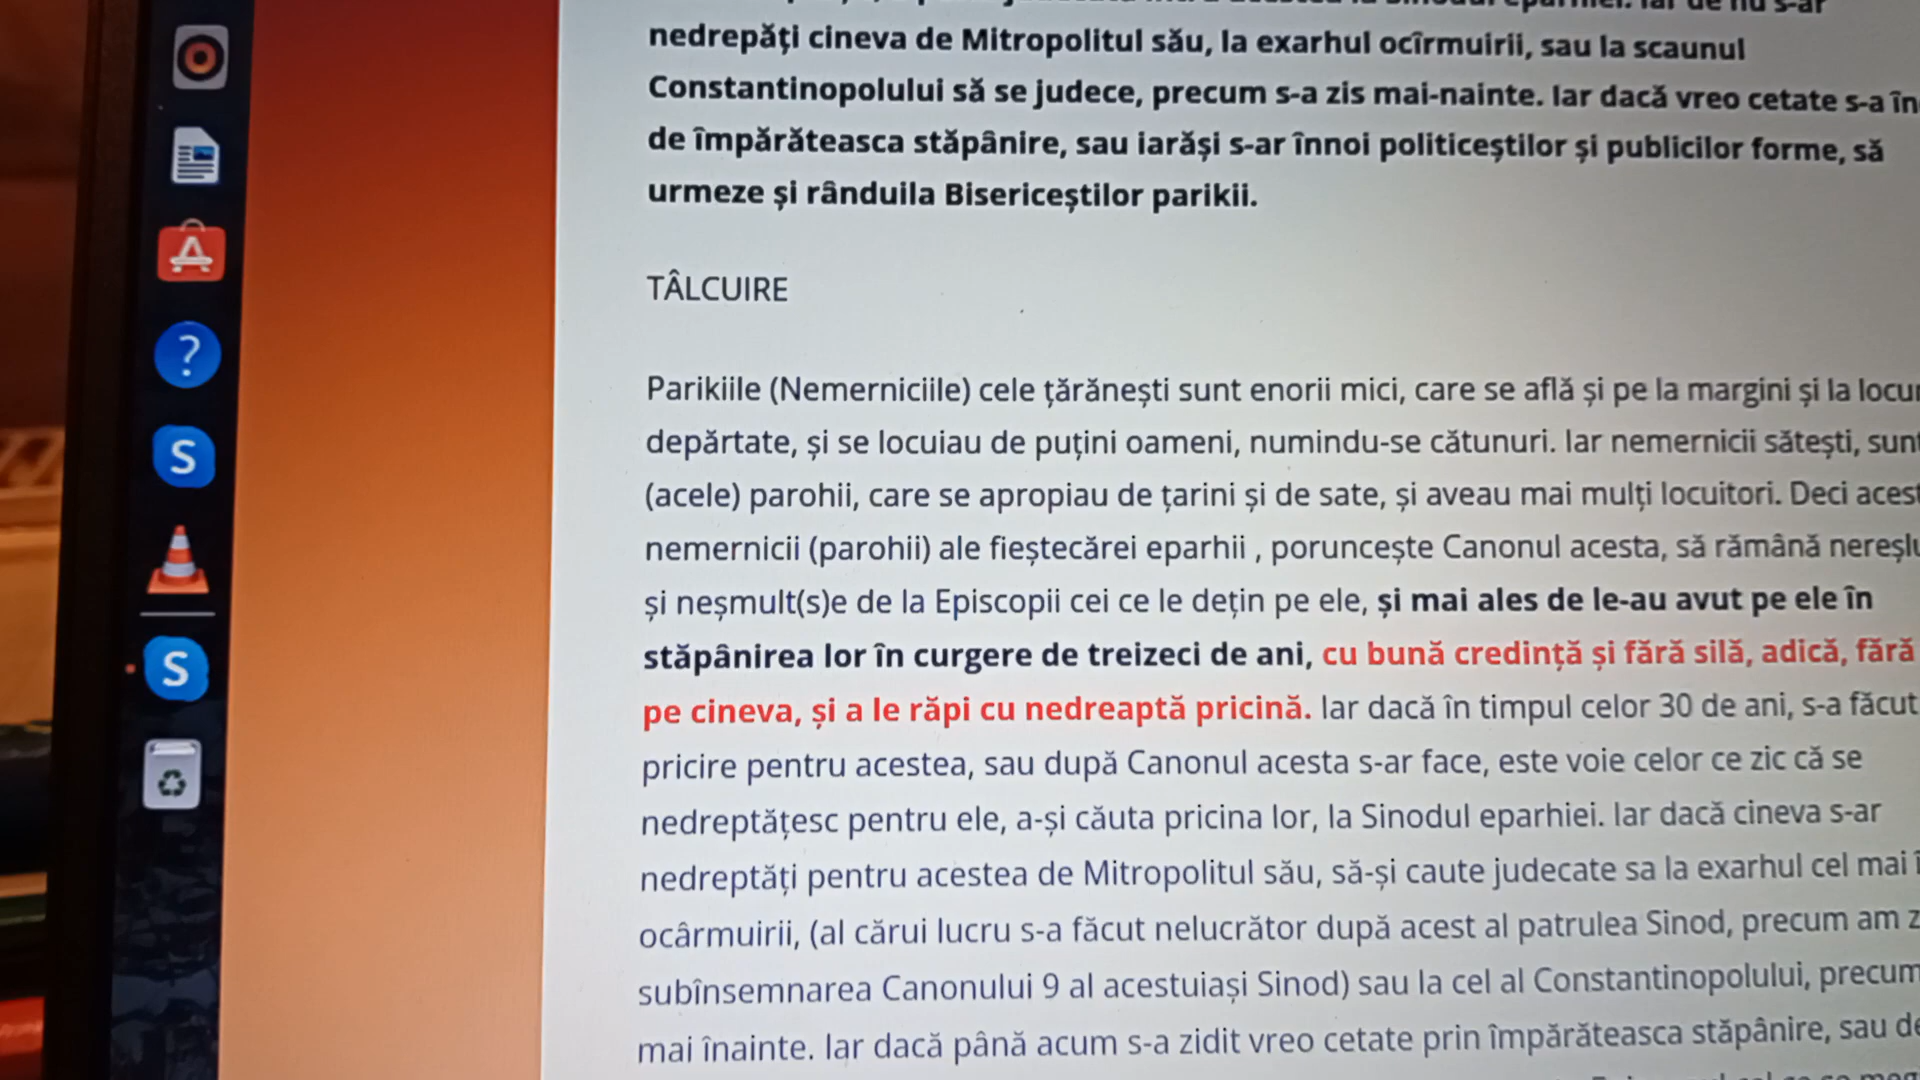 nedrepăți cineva de Mitropolitul său, la exarhul ocîrmuirii, sau la scaunul
Constantinopolului să se judece, precum s-a zis mai-nainte. Iar dacă vreo cetate s-a în
de împărăteasca stăpânire, sau iarăși s-ar înnoi politiceștilor și publicilor forme, să
urmeze și rânduila Bisericeștilor parikii.
TÂLCUIRE
Parikiile (Nemerniciile) cele țărănești sunt enorii mici, care se află și pe la margini și la locur
depărtate, și se locuiau de puțini oameni, numindu-se cătunuri. Iar nemernicii sătești, sunt
(acele) parohii, care se apropiau de țarini și de sate, și aveau mai mulți locuitori. Deci acest
nemernicii (parohii) ale fieștecărei eparhii , poruncește Canonul acesta, să rămână nereșlu
și neșmult(s)e de la Episcopii cei ce le dețin pe ele, și mai ales de le-au avut pe ele în
stăpânirea lor în curgere de treizeci de ani, cu bună credință și fără silă, adică, fără
pe cineva, și a le răpi cu nedreaptă pricină. Iar dacă în timpul celor 30 de ani, s-a făcut
pricire pentru acestea, sau după Canonul acesta s-ar face, este voie celor ce zic că se
nedreptățesc pentru ele, a-și căuta pricina lor, la Sinodul eparhiei. Iar dacă cineva s-ar
nedreptăți pentru acestea de Mitropolitul său, să-și caute judecate sa la exarhul cel mai î
ocârmuirii, (al cărui lucru s-a făcut nelucrător după acest al patrulea Sinod, precum am z
subînsemnarea Canonului 9 al acestuiași Sinod) sau la cel al Constantinopolului, precum
mai înainte. Iar dacă până acum s-a zidit vreo cetate prin împărăteasca stăpânire, sau de